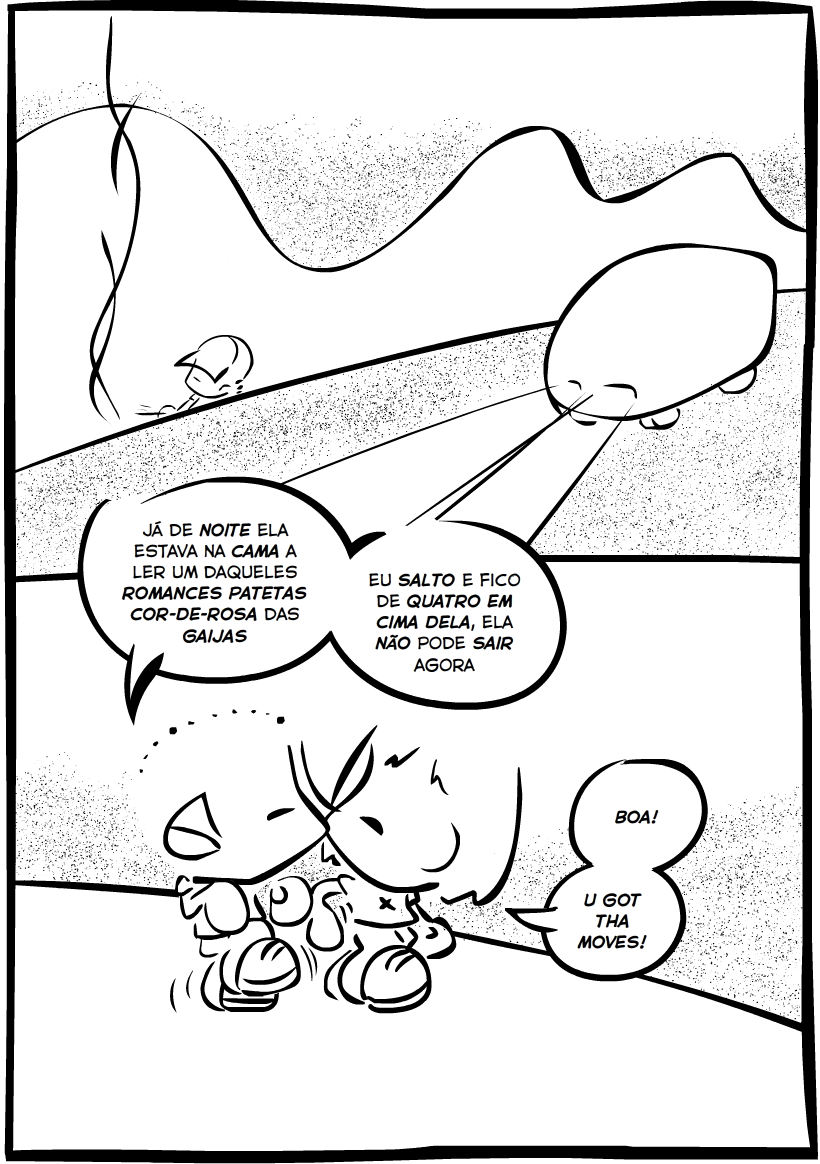 JÁ DE NOITE ELA
ESTAVA NA CAMA A
LER UM DAQUELES
ROMANCES PATETAS
COR-DE-ROSA DAS
GAIJAS
EU SALTO E FICO
DE QUATRO EM
CIMA DELA, ELA
NÃO PODE SAIR
AGORA
BOA!
U GOT
THA
MOVES!